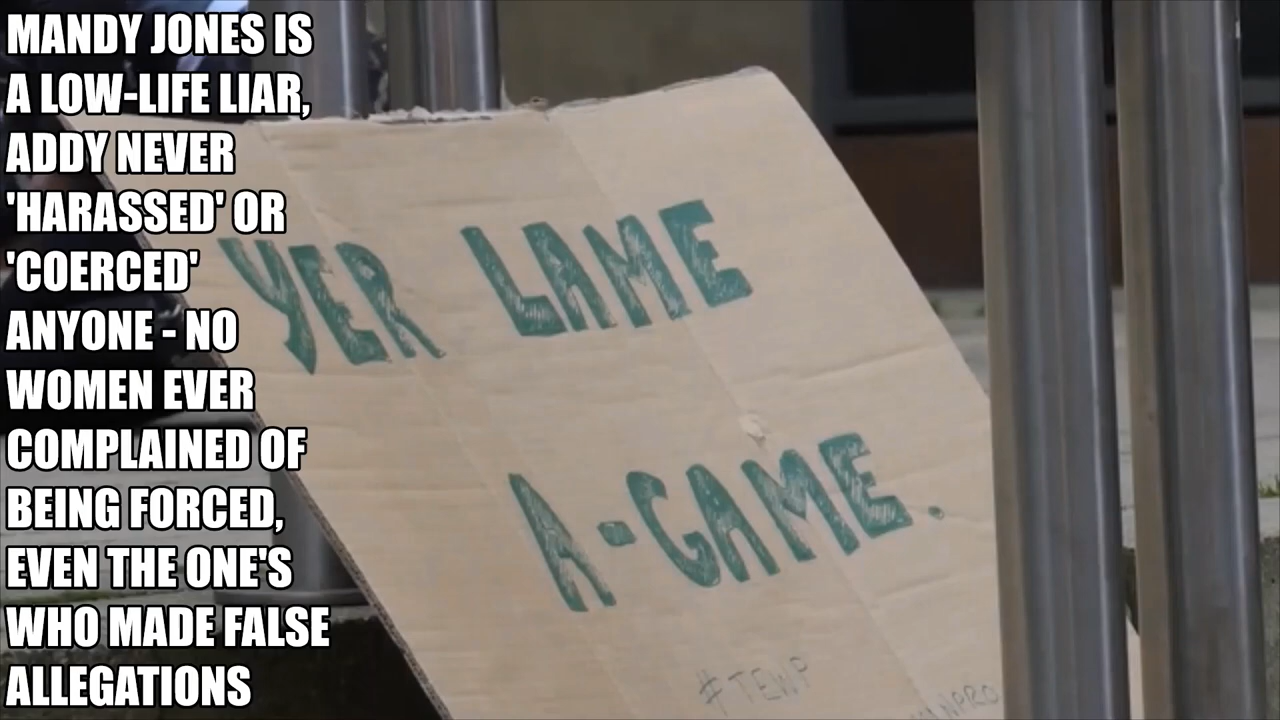 MANDY JONES IS
A LOW-LIFE LIAR,
ADDY NEVER
'HARASSED' OR
'COERCED'
ANYONE - NO
WOMEN EVER
COMPLAINED OF
BEING FORCED,
EVEN THE ONE'S
WHO MADE FALSE
ALLEGATIONS
YER LAME
A-GAME.
#TEWP